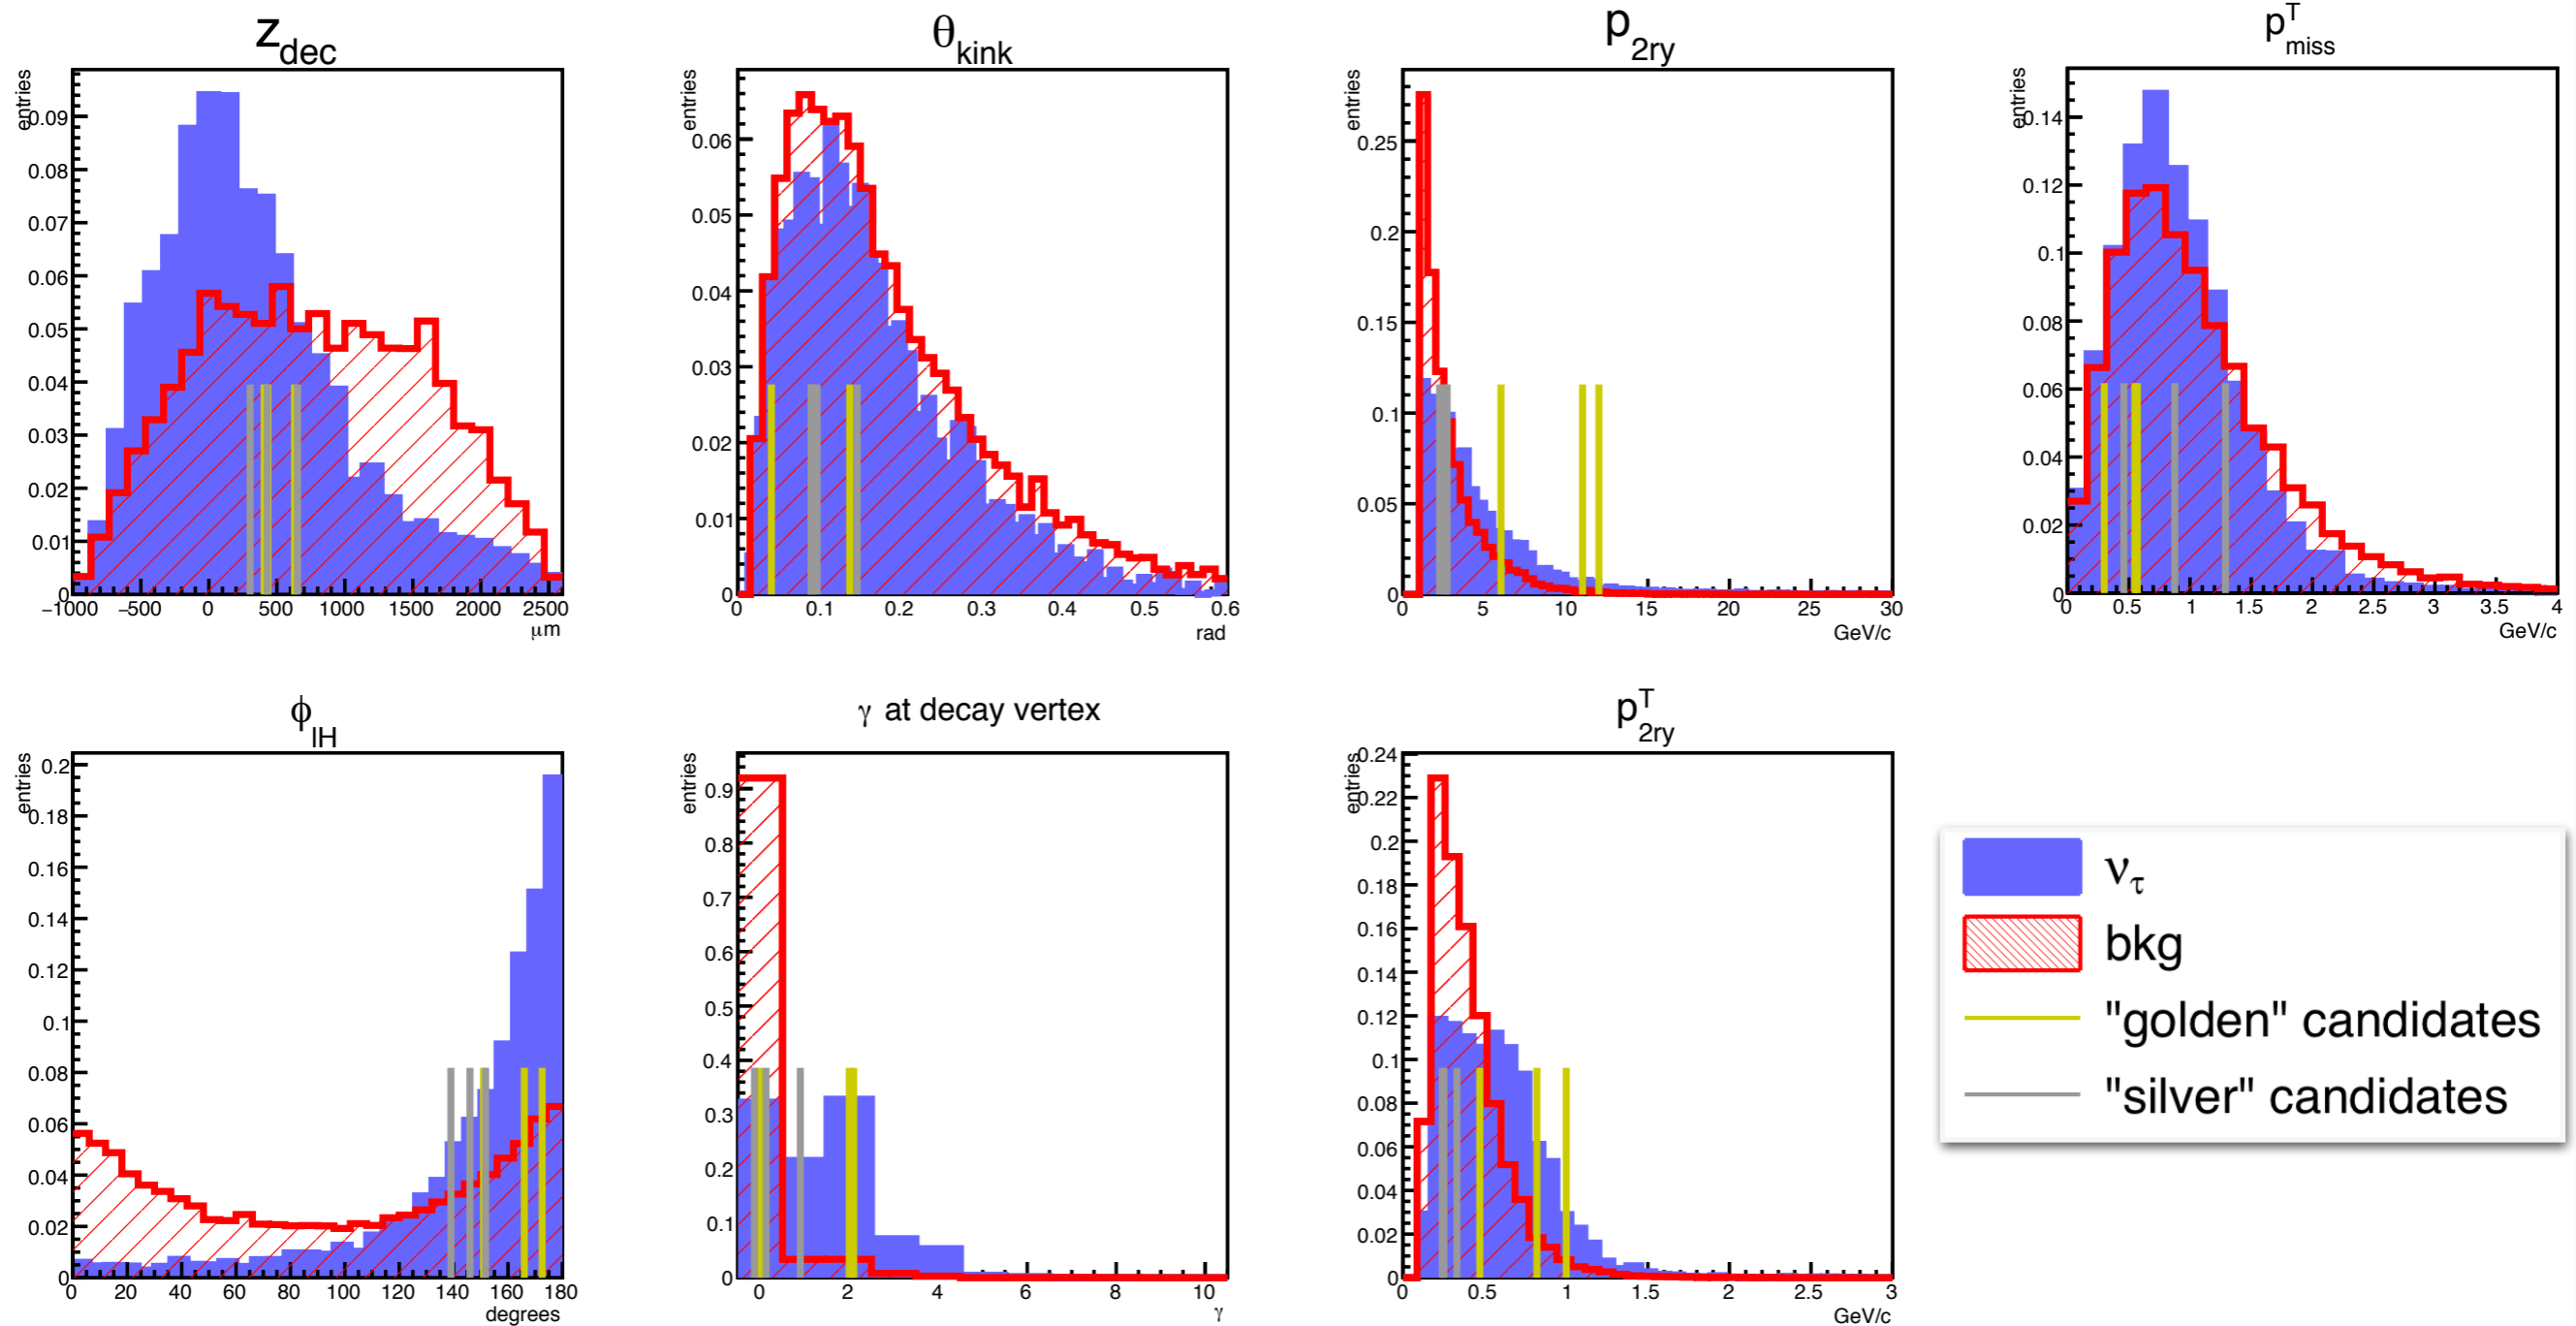 z_dec
entries
0.09
0.08
0.07
0.06
0.05
0.04
0.03
0.02
0.01
0
−1000 −500 0 500 1000 1500 2000 2500
μm
θ_kink
entries
0.06
0.05
0.04
0.03
0.02
0.01
0
0 0.1 0.2 0.3 0.4 0.5 0.6
rad
p_2ry
entries
0.25
0.2
0.15
0.1
0.05
0
0 5 10 15 20 25 30
GeV/c
p^T_miss
entries
0.14
0.12
0.1
0.08
0.06
0.04
0.02
0
0 0.5 1 1.5 2 2.5 3 3.5 4
GeV/c
ϕ_lH
entries
0.2
0.18
0.16
0.14
0.12
0.1
0.08
0.06
0.04
0.02
0
0 20 40 60 80 100 120 140 160 180
degrees
γ at decay vertex
entries
0.9
0.8
0.7
0.6
0.5
0.4
0.3
0.2
0.1
0
0 2 4 6 8 10
γ
p^T_2ry
entries
0.24
0.22
0.2
0.18
0.16
0.14
0.12
0.1
0.08
0.06
0.04
0.02
0
0 0.5 1 1.5 2 2.5 3
GeV/c
ν_τ
bkg
"golden" candidates
"silver" candidates